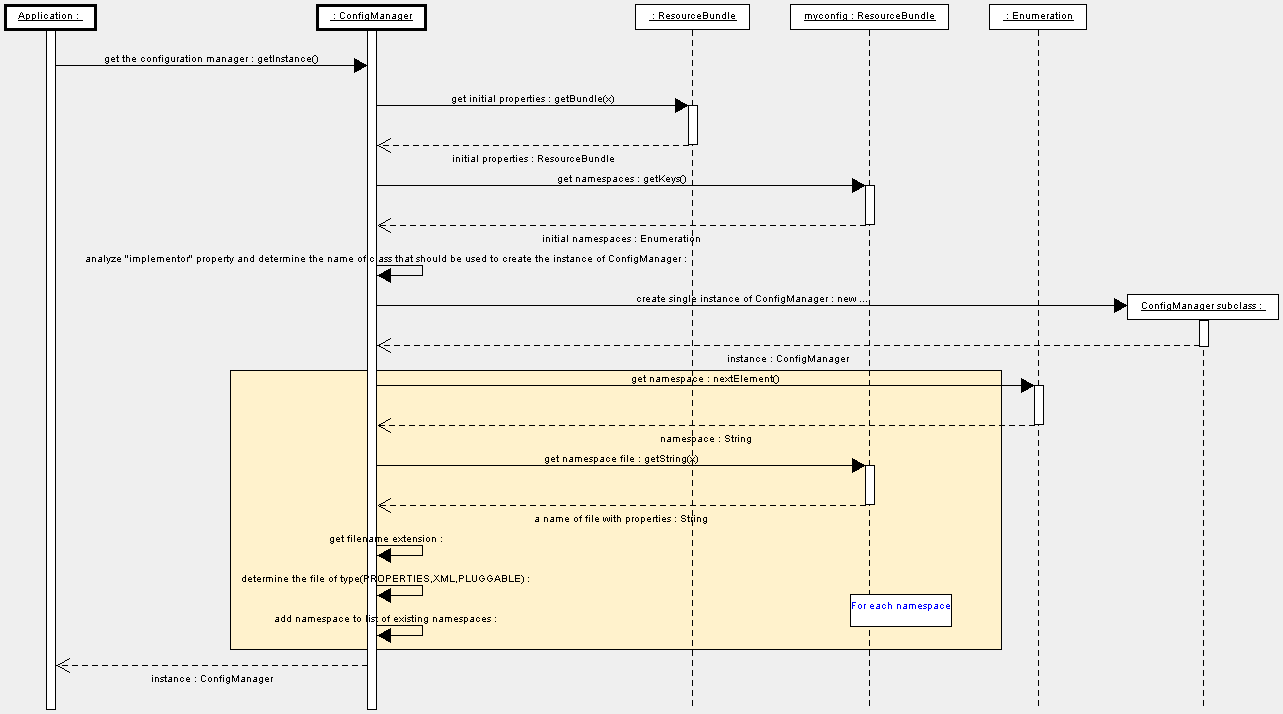 Application :
: ConfigManager
: ResourceBundle
myconfig : ResourceBundle
: Enumeration
get the configuration manager : getInstance()
get initial properties : getBundle(x)
initial properties : ResourceBundle
get namespaces : getKeys()
initial namespaces : Enumeration
analyze "implementor" property and determine the name of class that should be used to create the instance of ConfigManager :
create single instance of ConfigManager : new ...
ConfigManager subclass :
instance : ConfigManager
get namespace : nextElement()
namespace : String
get namespace file : getString(x)
a name of file with properties : String
get filename extension :
determine the file of type(PROPERTIES,XML,PLUGGABLE) :
For each namespace
add namespace to list of existing namespaces :
instance : ConfigManager